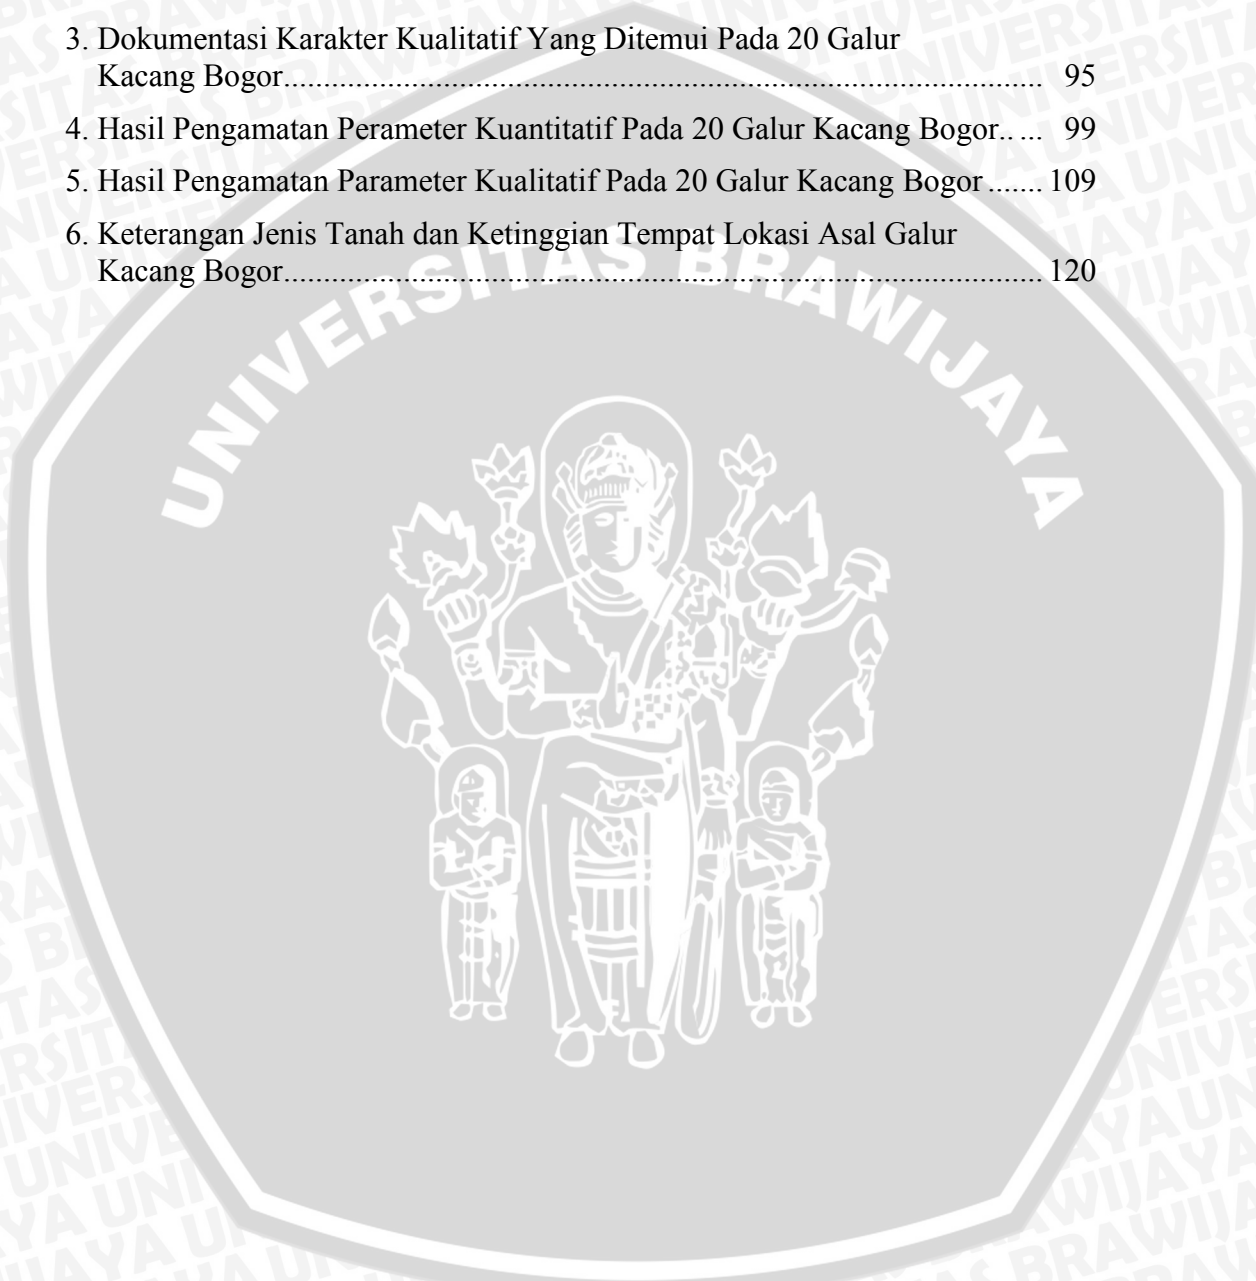 3. Dokumentasi Karakter Kualitatif Yang Ditemui Pada 20 Galur
Kacang Bogor............................................................................................ 95
4. Hasil Pengamatan Perameter Kuantitatif Pada 20 Galur Kacang Bogor.. ... 99
5. Hasil Pengamatan Parameter Kualitatif Pada 20 Galur Kacang Bogor ....... 109
6. Keterangan Jenis Tanah dan Ketinggian Tempat Lokasi Asal Galur
Kacang Bogor............................................................................................ 120
UNIVERSITAS BRAWIJAYA